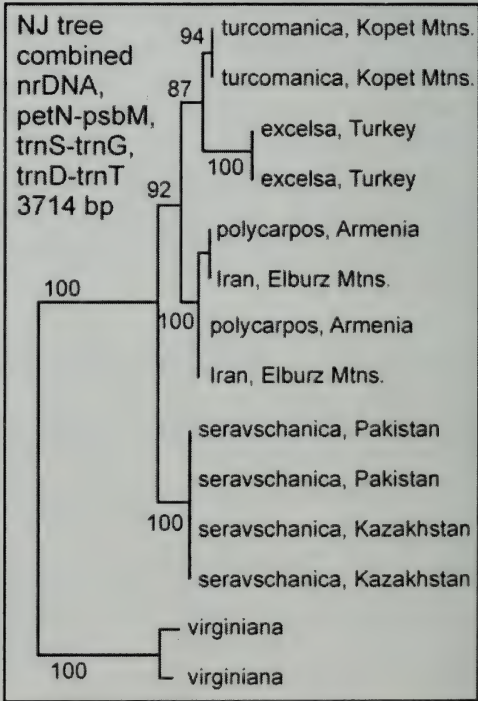 NJ tree
combined
nrDNA,
petN-psbM,
trnS-trnG,
trnD-trnT
3714 bp
94
turcomanica, Kopet Mtns.
turcomanica, Kopet Mtns.
87
excelsa, Turkey
100
excelsa, Turkey
92
polycarpos, Armenia
Iran, Elburz Mtns.
100
polycarpos, Armenia
100
Iran, Elburz Mtns.
seravschanica, Pakistan
seravschanica, Pakistan
100
seravschanica, Kazakhstan
seravschanica, Kazakhstan
virginiana
100
virginiana